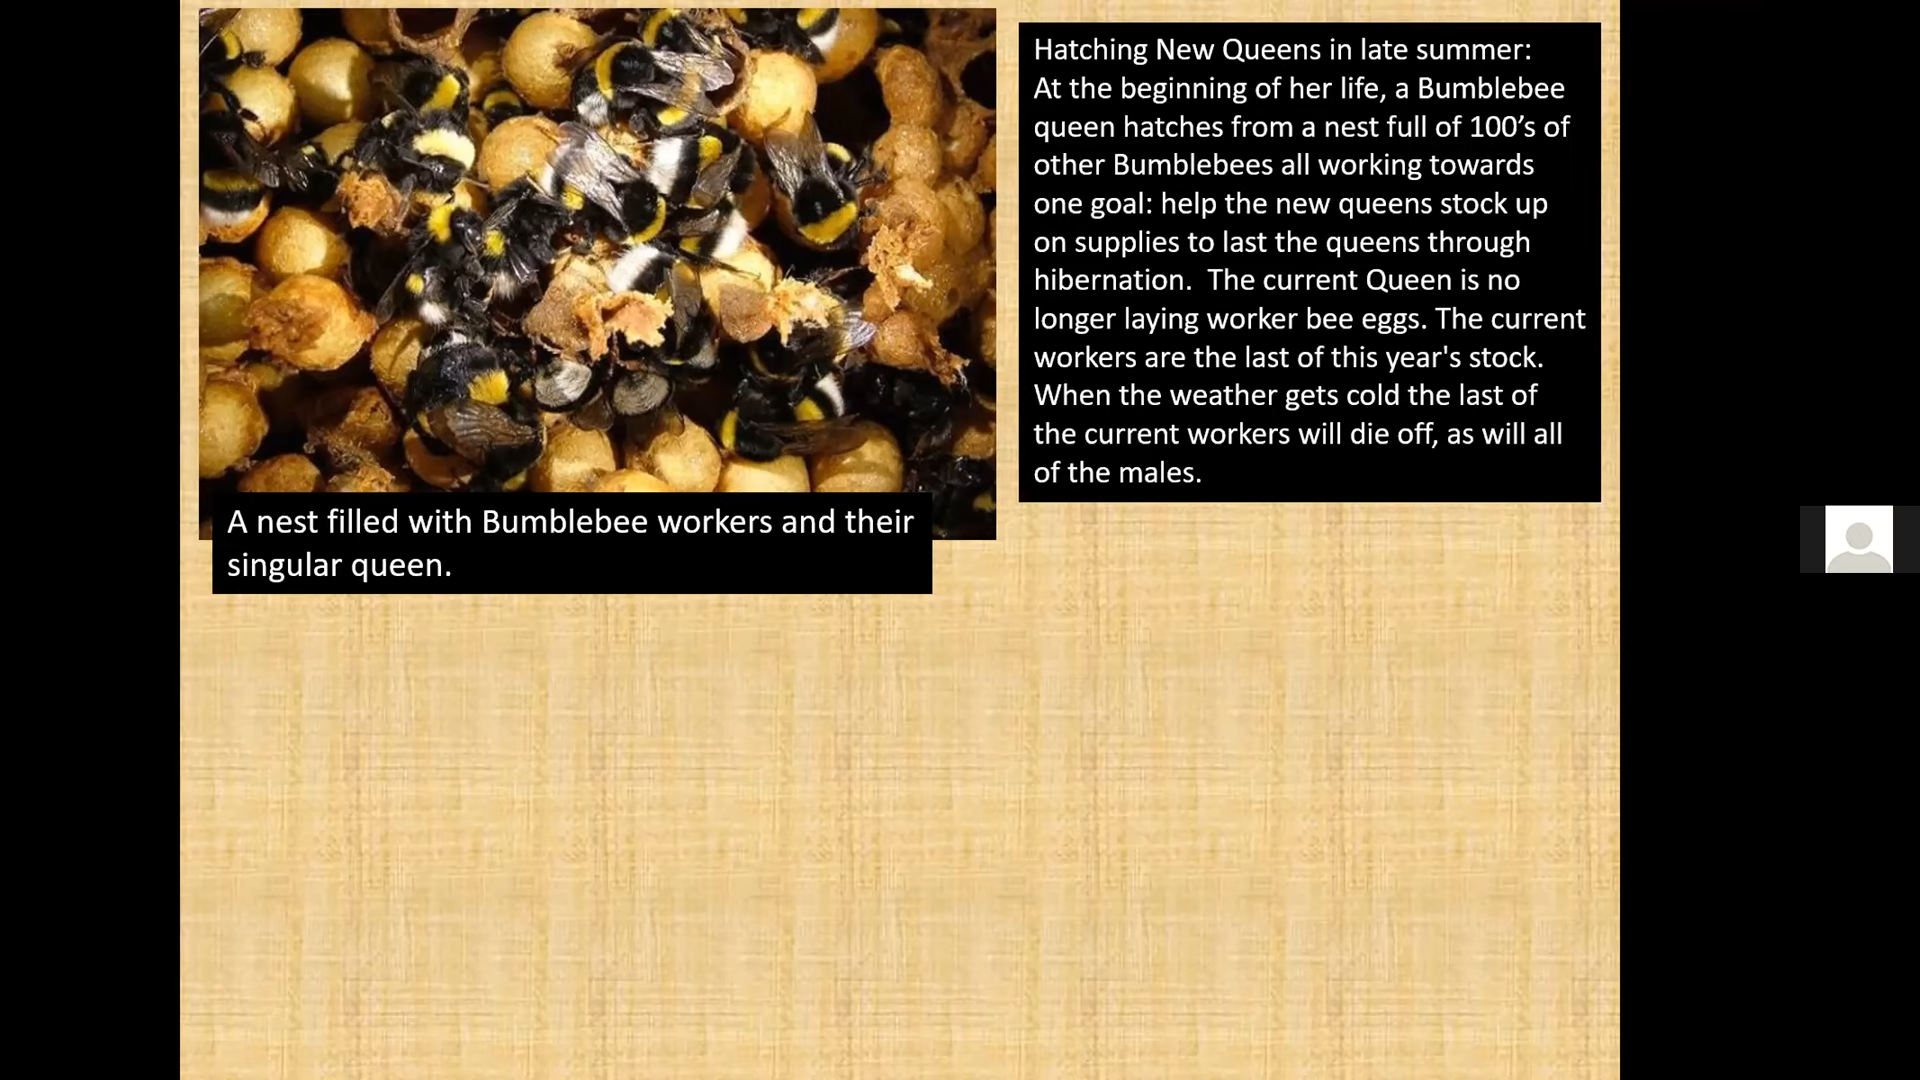 Hatching New Queens in late summer:
At the beginning of her life, a Bumblebee
queen hatches from a nest full of 100’s of
other Bumblebees all working towards
one goal: help the new queens stock up
on supplies to last the queens through
hibernation.  The current Queen is no
longer laying worker bee eggs. The current
workers are the last of this year's stock.
When the weather gets cold the last of
the current workers will die off, as will all
of the males.
A nest filled with Bumblebee workers and their
singular queen.